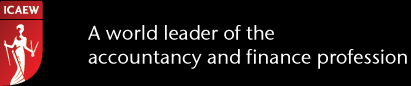 ICAEW
A world leader of the
accountancy and finance profession